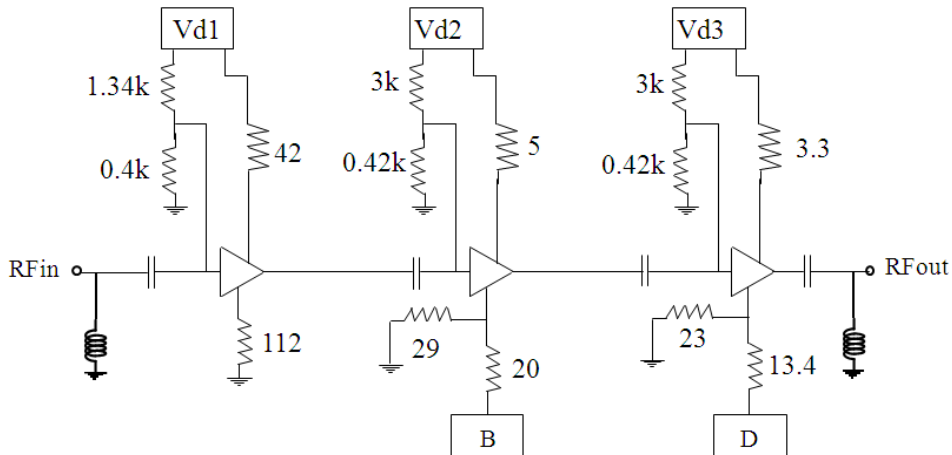 Vd1
Vd2
Vd3
1.34k
3k
3k
0.4k
42
0.42k
5
0.42k
3.3
RFin
RFout
112
29
20
23
13.4
B
D